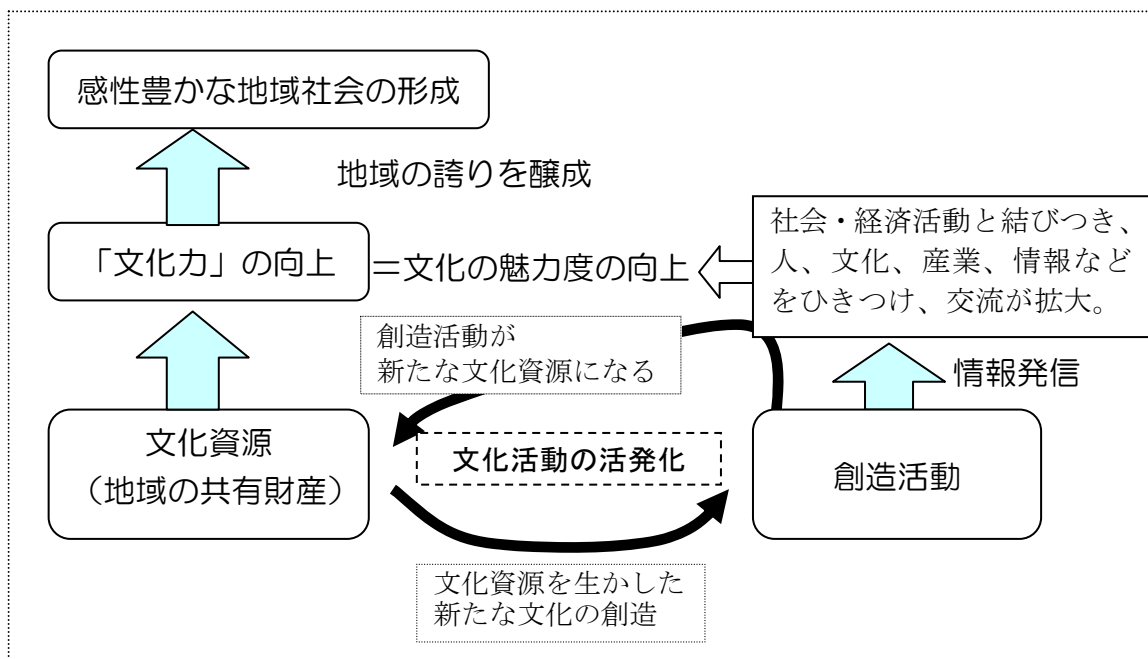 感性豊かな地域社会の形成
地域の誇りを醸成
「文化力」の向上
＝文化の魅力度の向上
社会・経済活動と結びつき、
人、文化、産業、情報など
をひきつけ、交流が拡大。
創造活動が
新たな文化資源になる
情報発信
文化資源
（地域の共有財産）
文化活動の活発化
創造活動
文化資源を生かした
新たな文化の創造